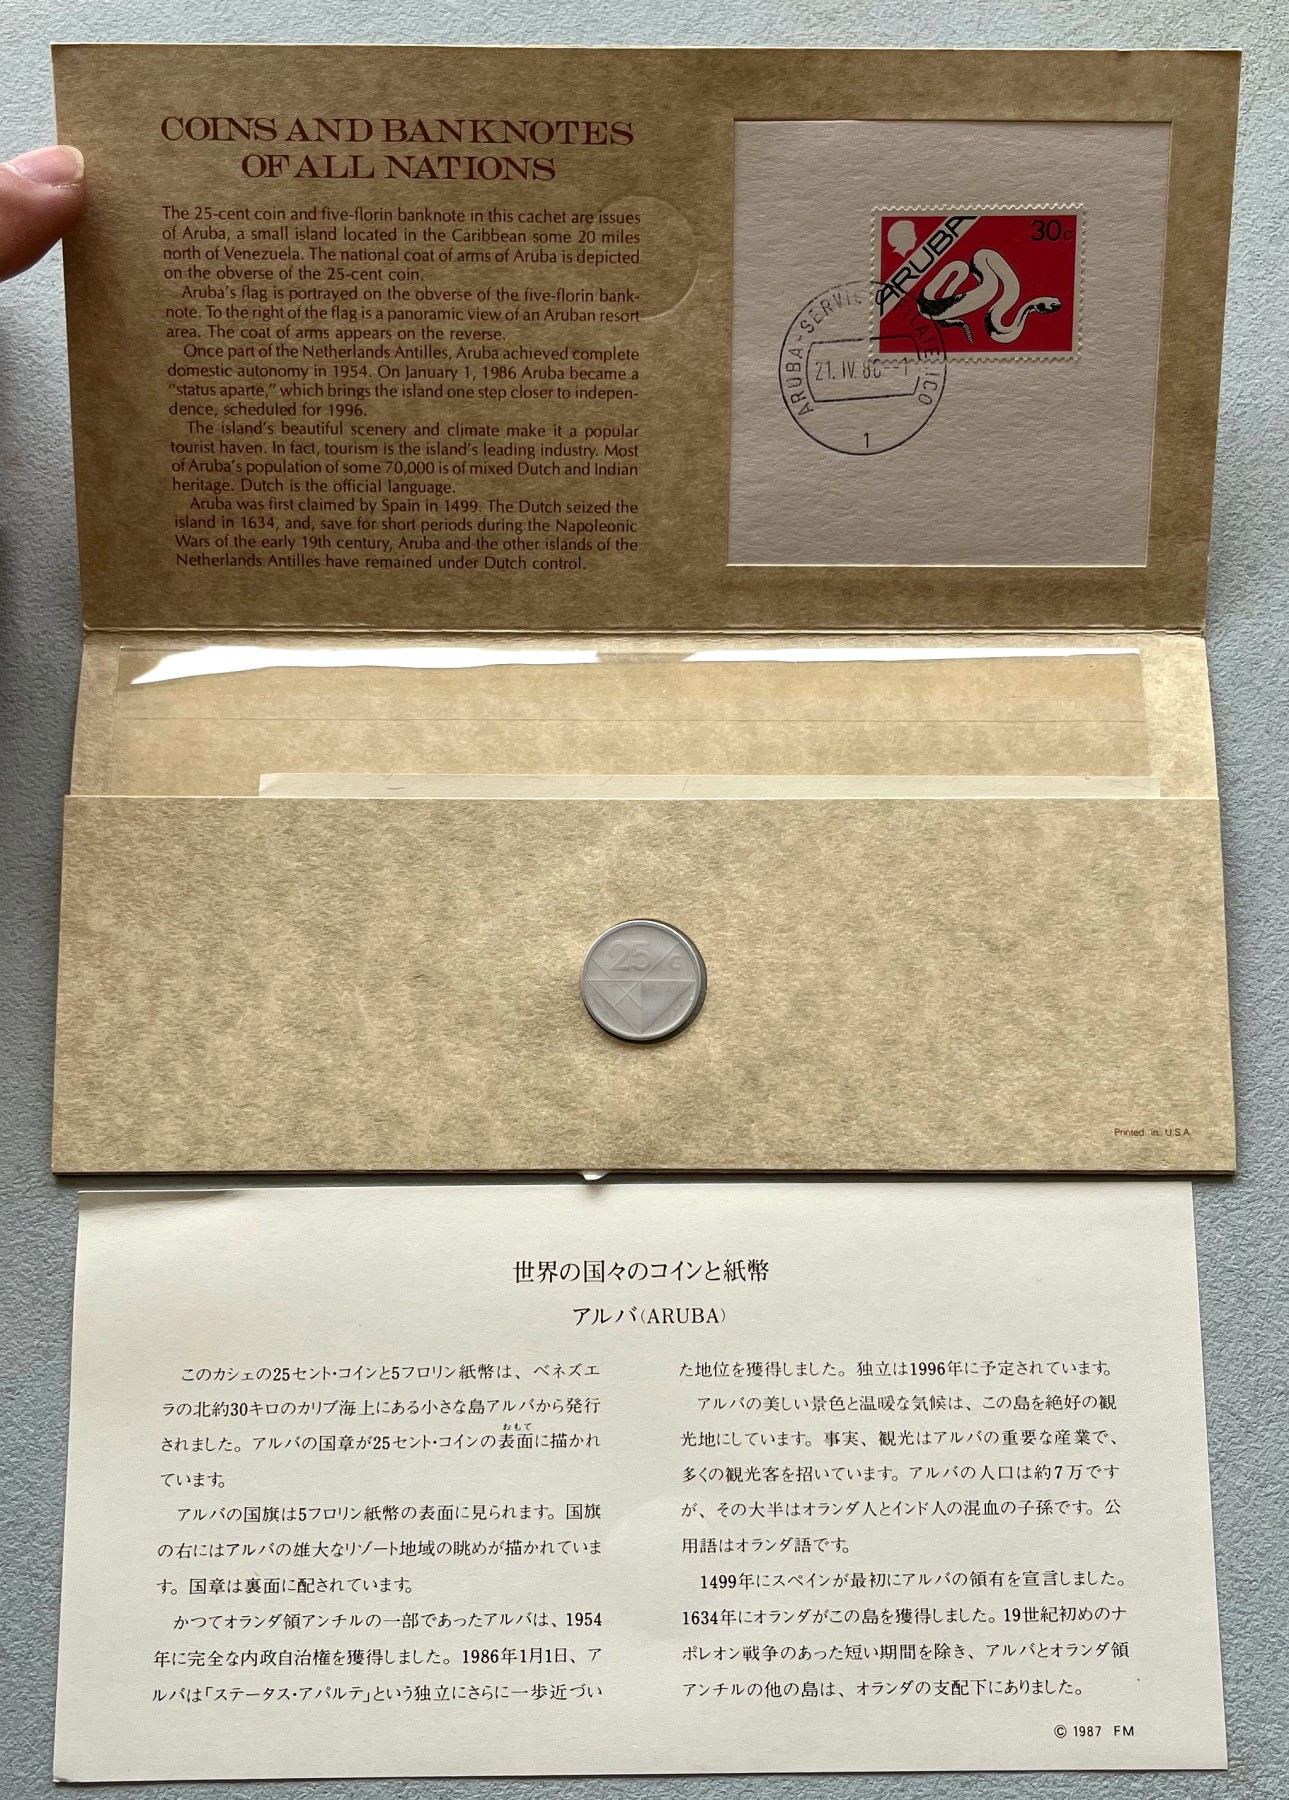 COINS AND BANKNOTES
OF ALL NATIONS
The 25-cent coin and five-florin banknote in this cachet are issues
of Aruba, a small island located in the Caribbean some 20 miles
north of Venezuela. The national coat of arms of Aruba is depicted
on the obverse of the 25-cent coin.
Aruba's flag is portrayed on the obverse of the five-florin bank-
note. To the right of the flag is a panoramic view of an Aruban resort
area. The coat of arms appears on the reverse.
Once part of the Netherlands Antilles, Aruba achieved complete
domestic autonomy in 1954. On January 1, 1986 Aruba became a
"status aparte," which brings the island one step closer to indepen-
dence, scheduled for 1996.
The island's beautiful scenery and climate make it a popular
tourist haven. In fact, tourism is the island's leading industry. Most
of Aruba's population of some 70,000 is of mixed Dutch and Indian
heritage. Dutch is the official language.
Aruba was first claimed by Spain in 1499. The Dutch seized the
island in 1634, and, save for short periods during the Napoleonic
Wars of the early 19th century, Aruba and the other islands of the
Netherlands Antilles have remained under Dutch control.
ARUBA
30c
ARUBA-SERVICIO
21. IV. 86
1
25 c
Printed in U.S.A.
世界の国々のコインと紙幣
アルバ(ARUBA)
このカシェの25セント・コインと5フロリン紙幣は、ベネズエ
ラの北約30キロのカリブ海上にある小さな島アルバから発行
おもて
されました。アルバの国章が25セント・コインの表面に描かれ
ています。
アルバの国旗は5フロリン紙幣の表面に見られます。国旗
の右にはアルバの雄大なリゾート地域の眺めが描かれていま
す。国章は裏面に配されています。
かつてオランダ領アンチルの一部であったアルバは、1954
年に完全な内政自治権を獲得しました。1986年1月1日、ア
ルバは「ステータス・アパルテ」という独立にさらに一歩近づい
た地位を獲得しました。独立は1996年に予定されています。
アルバの美しい景色と温暖な気候は、この島を絶好の観
光地にしています。事実、観光はアルバの重要な産業で、
多くの観光客を招いています。アルバの人口は約7万です
が、その大半はオランダ人とインド人の混血の子孫です。公
用語はオランダ語です。
1499年にスペインが最初にアルバの領有を宣言しました。
1634年にオランダがこの島を獲得しました。19世紀初めのナ
ポレオン戦争のあった短い期間を除き、アルバとオランダ領
アンチルの他の島は、オランダの支配下にありました。
© 1987 FM